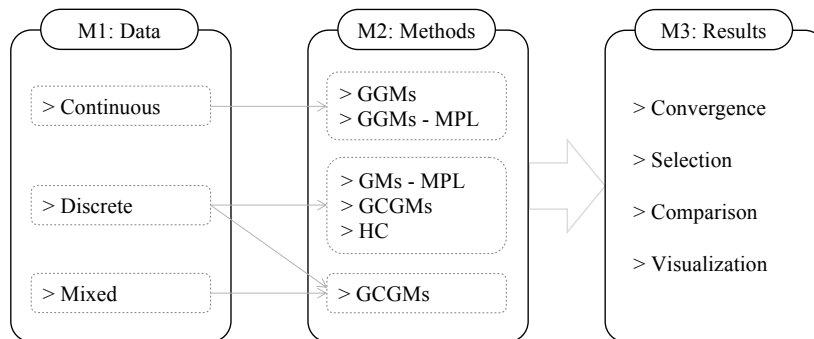 M1: Data
> Continuous
> Discrete
> Mixed
M2: Methods
> GGMs
> GGMs - MPL
> GMs - MPL
> GCGMs
> HC
> GCGMs
M3: Results
> Convergence
> Selection
> Comparison
> Visualization